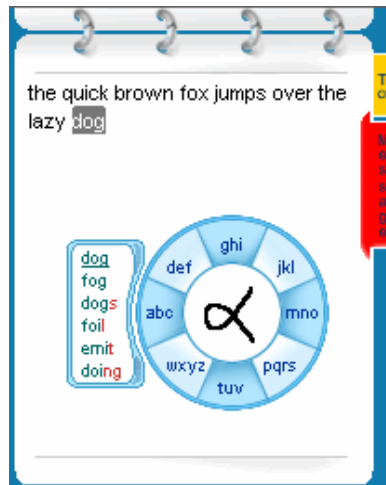 the quick brown fox jumps over the
lazy dog
dog
fog
dogs
foil
emit
doing
ghi
def
jkl
abc
mno
wxyz
pqrs
tuv